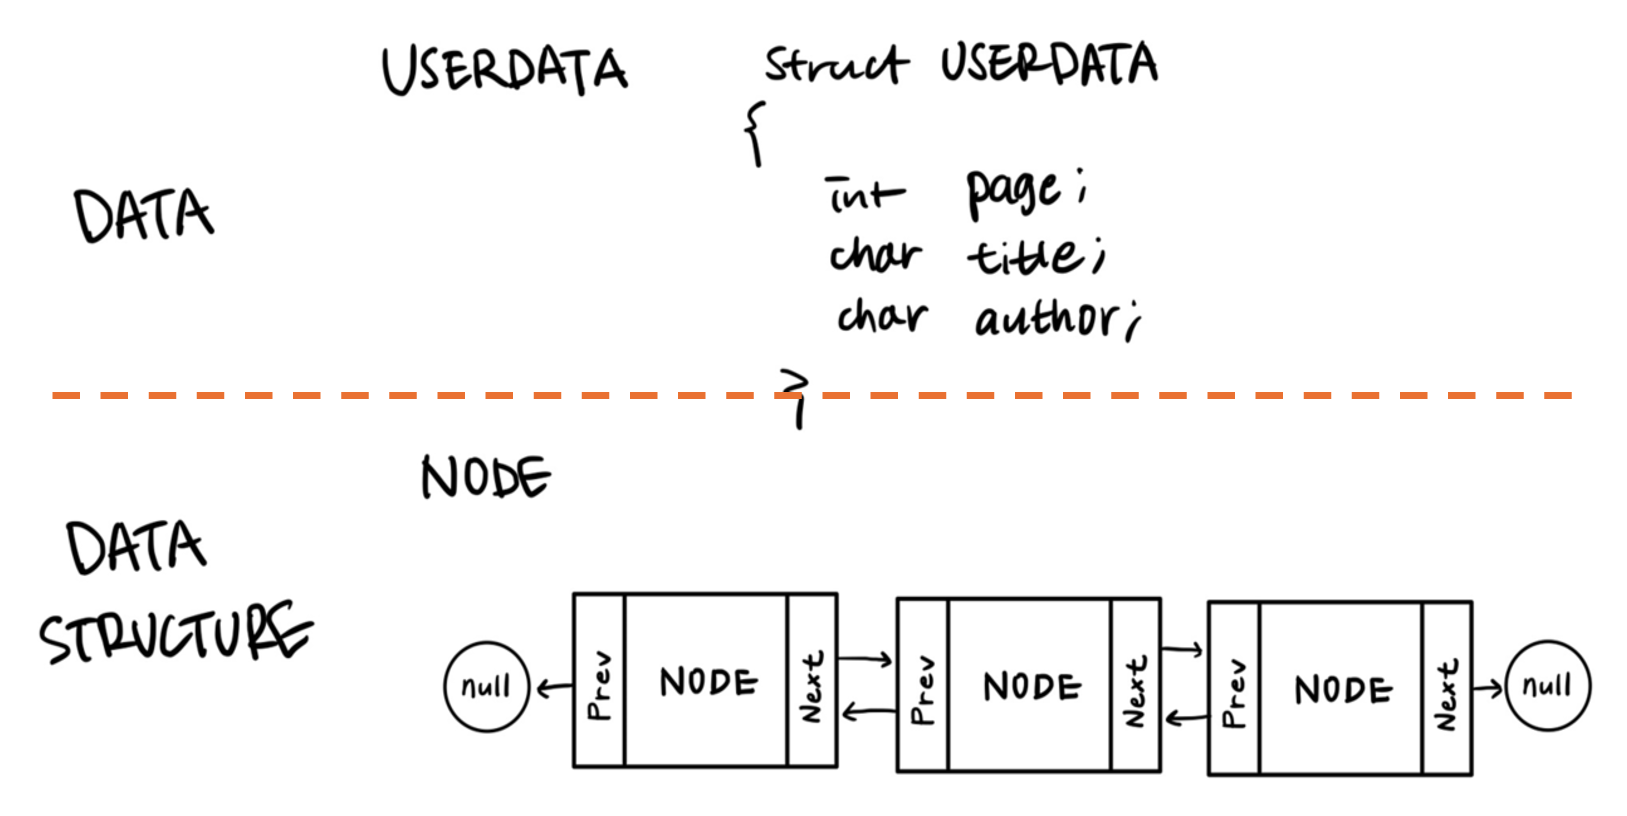 USERDATA
struct USERDATA
{
int page;
char title;
char author;
}
DATA
NODE
DATA
STRUCTURE
null
Prev
NODE
Next
Prev
NODE
Next
Prev
NODE
Next
null